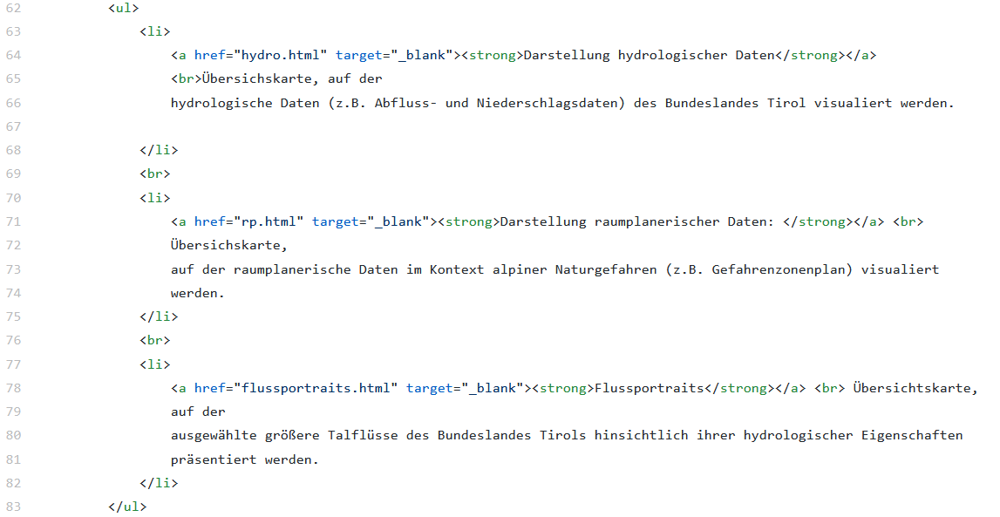 62 <ul>
63 <li>
64 <a href="hydro.html" target="_blank"><strong>Darstellung hydrologischer Daten</strong></a>
65 <br>Übersichskarte, auf der
66 hydrologische Daten (z.B. Abfluss- und Niederschlagsdaten) des Bundeslandes Tirol visualiert werden.
67
68 </li>
69 <br>
70 <li>
71 <a href="rp.html" target="_blank"><strong>Darstellung raumplanerischer Daten: </strong></a> <br>
72 Übersichskarte,
73 auf der raumplanerische Daten im Kontext alpiner Naturgefahren (z.B. Gefahrenzonenplan) visualiert
74 werden.
75 </li>
76 <br>
77 <li>
78 <a href="flussportraits.html" target="_blank"><strong>Flussportraits</strong></a> <br> Übersichtskarte,
79 auf der
80 ausgewählte größere Talflüsse des Bundeslandes Tirols hinsichtlich ihrer hydrologischer Eigenschaften
81 präsentiert werden.
82 </li>
83 </ul>